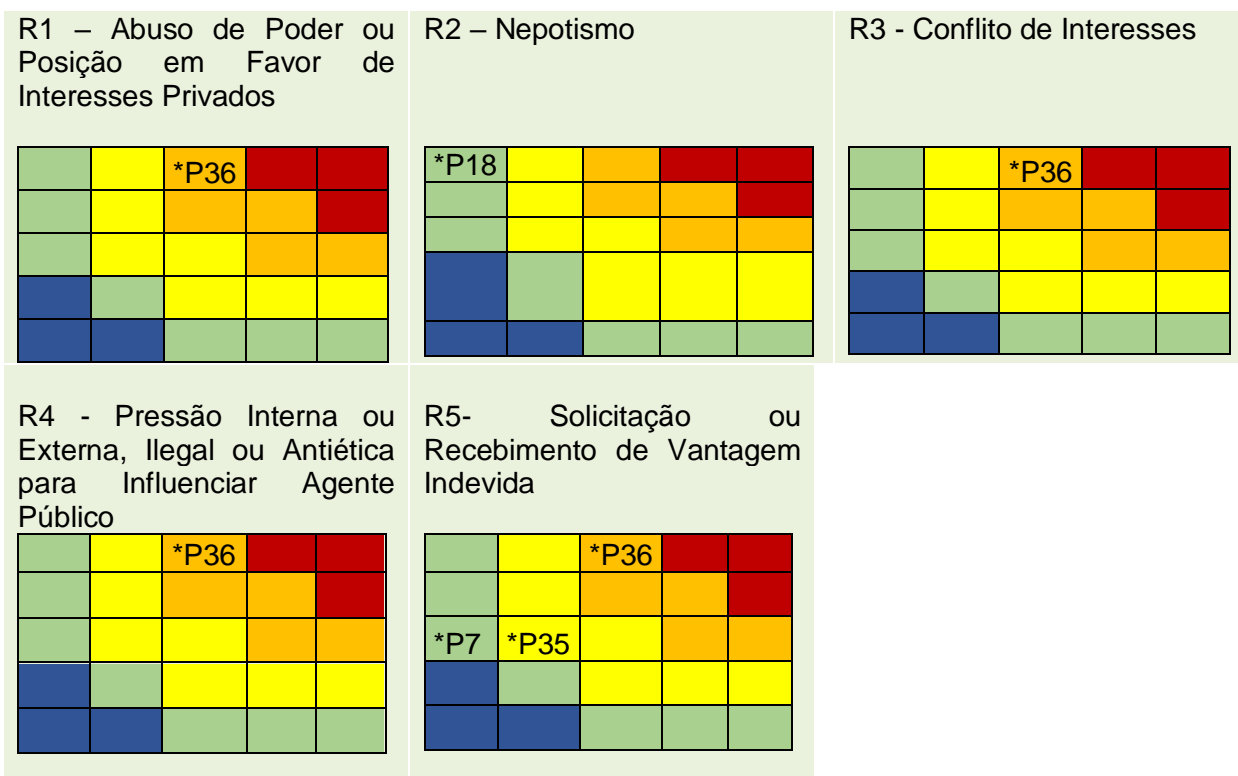 R1 – Abuso de Poder ou
Posição em Favor de
Interesses Privados
*P36
R2 – Nepotismo
*P18
R3 - Conflito de Interesses
*P36
R4 - Pressão Interna ou
Externa, Ilegal ou Antiética
para Influenciar Agente
Público
*P36
R5- Solicitação ou
Recebimento de Vantagem
Indevida
*P36
*P7 *P35